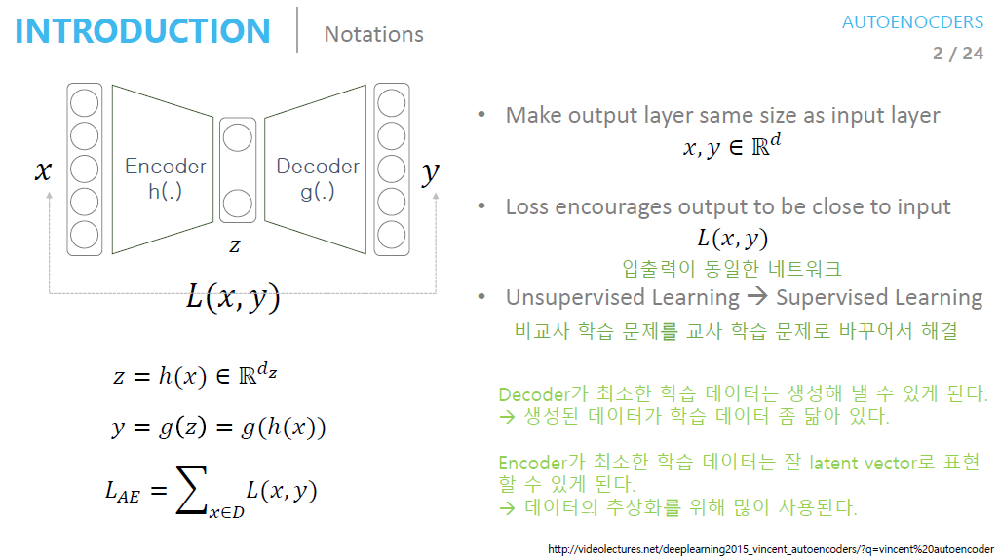 INTRODUCTION
Notations
AUTOENOCDERS
2 / 24
x
Encoder
h(.)
z
Decoder
g(.)
y
L(x, y)
z = h(x) ∈ ℝ^{d_z}
y = g(z) = g(h(x))
L_{AE} = ∑_{x∈D} L(x, y)
• Make output layer same size as input layer
x, y ∈ ℝ^d
• Loss encourages output to be close to input
L(x, y)
입출력이 동일한 네트워크
• Unsupervised Learning → Supervised Learning
비교사 학습 문제를 교사 학습 문제로 바꾸어서 해결
Decoder가 최소한 학습 데이터는 생성해 낼 수 있게 된다.
→ 생성된 데이터가 학습 데이터 좀 닮아 있다.
Encoder가 최소한 학습 데이터는 잘 latent vector로 표현
할 수 있게 된다.
→ 데이터의 추상화를 위해 많이 사용된다.
http://videolectures.net/deeplearning2015_vincent_autoencoders/?q=vincent%20autoencoder